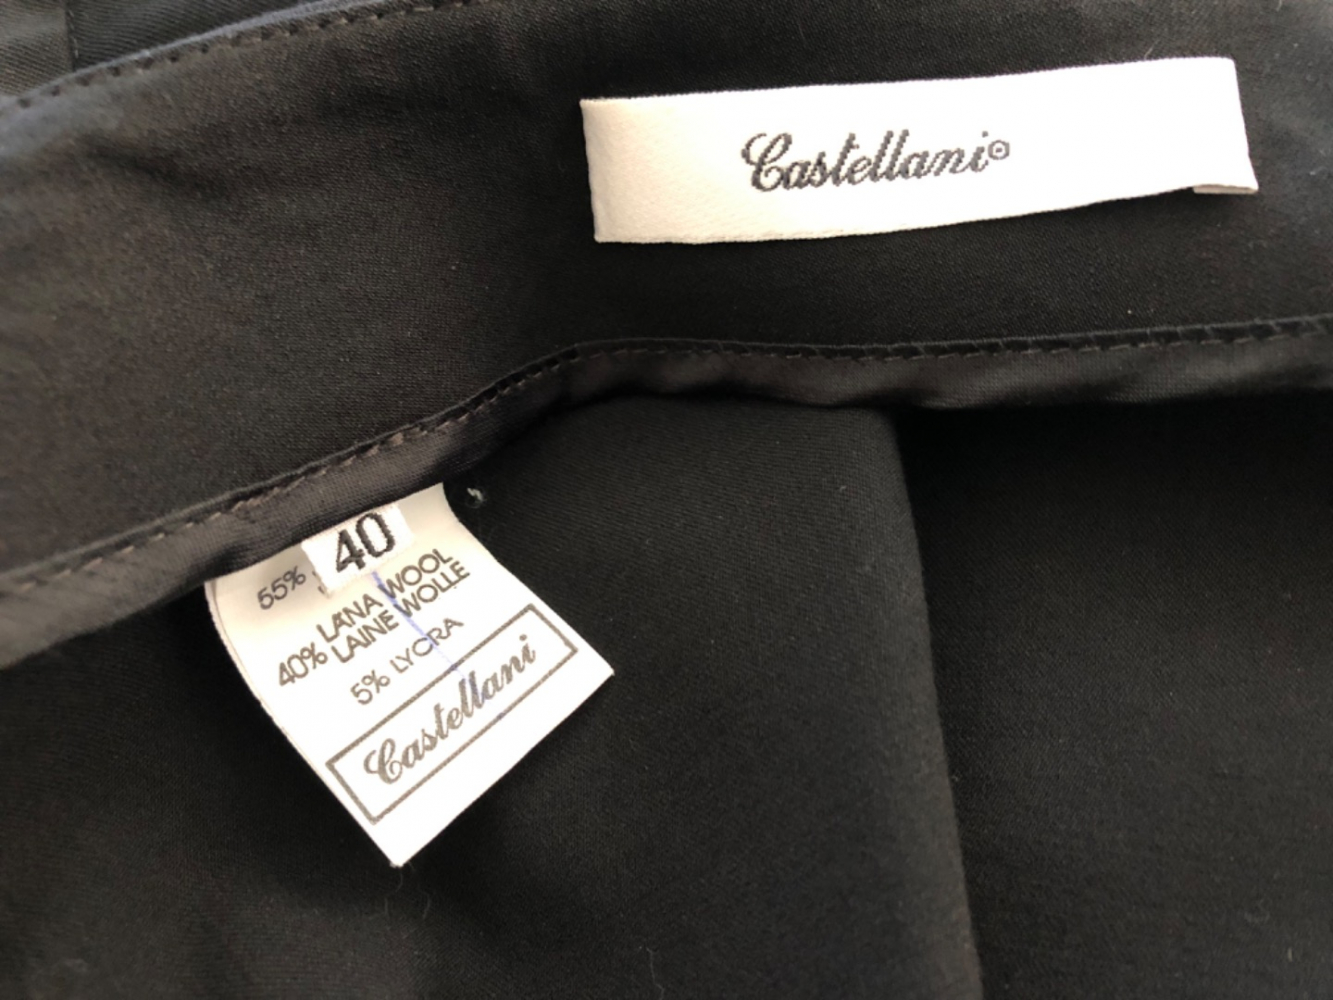 Castellani
40
55%
LANA WOOL
40% LAINE WOLLE
5% LYCRA
Castellani